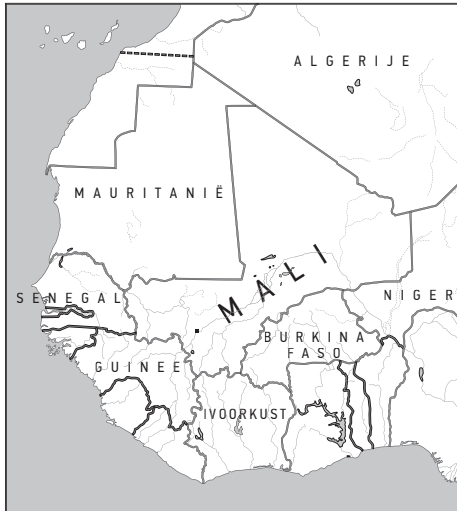 ALGERIJE
MAURITANIË
MALI
SENEGAL
NIGER
BURKINA
FASO
GUINEE
IVOORKUST